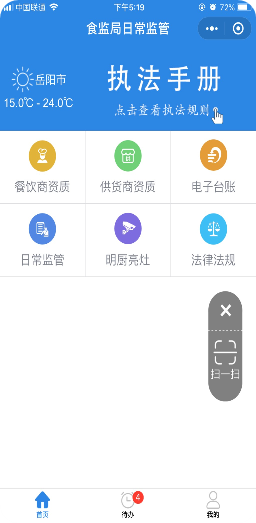 中国联通 下午5:19 72%
食监局日常监管
岳阳市
15.0℃ - 24.0℃
执法手册
点击查看执法规则
餐饮商资质 供货商资质 电子台账
日常监管 明厨亮灶 法律法规
扫一扫
4
首页 待办 我的